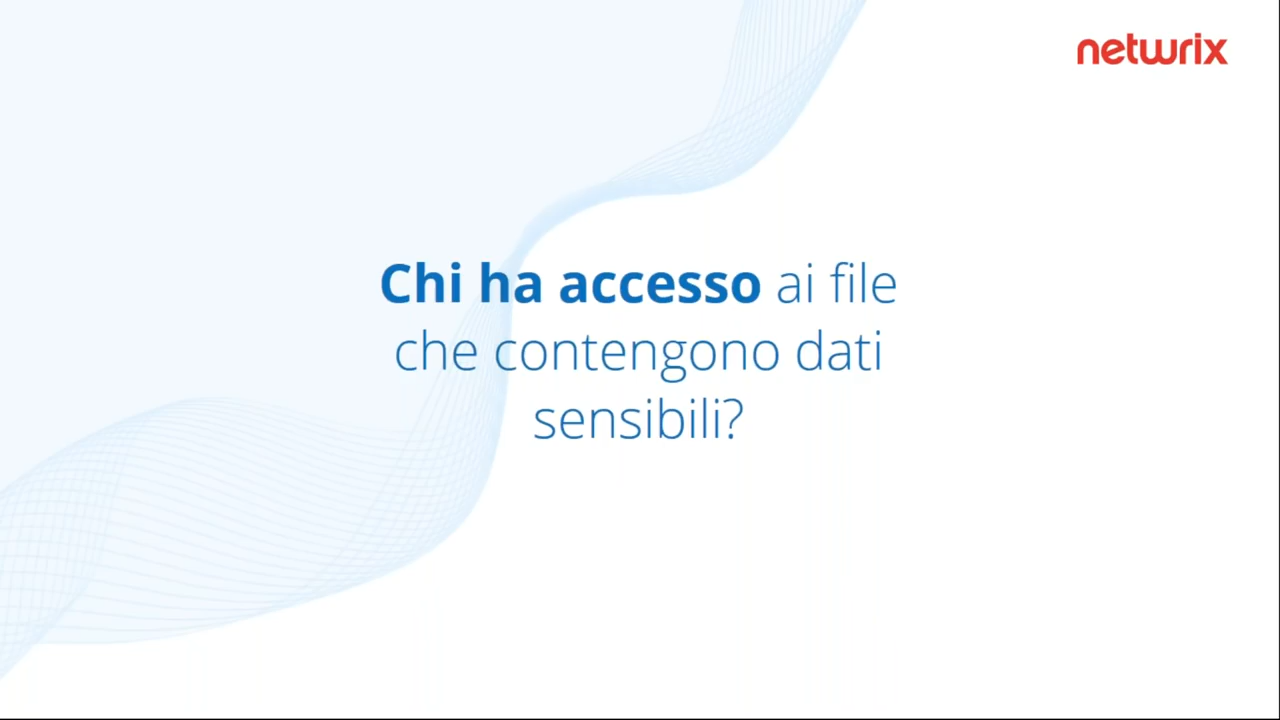 netwrix
Chi ha accesso ai file
che contengono dati
sensibili?